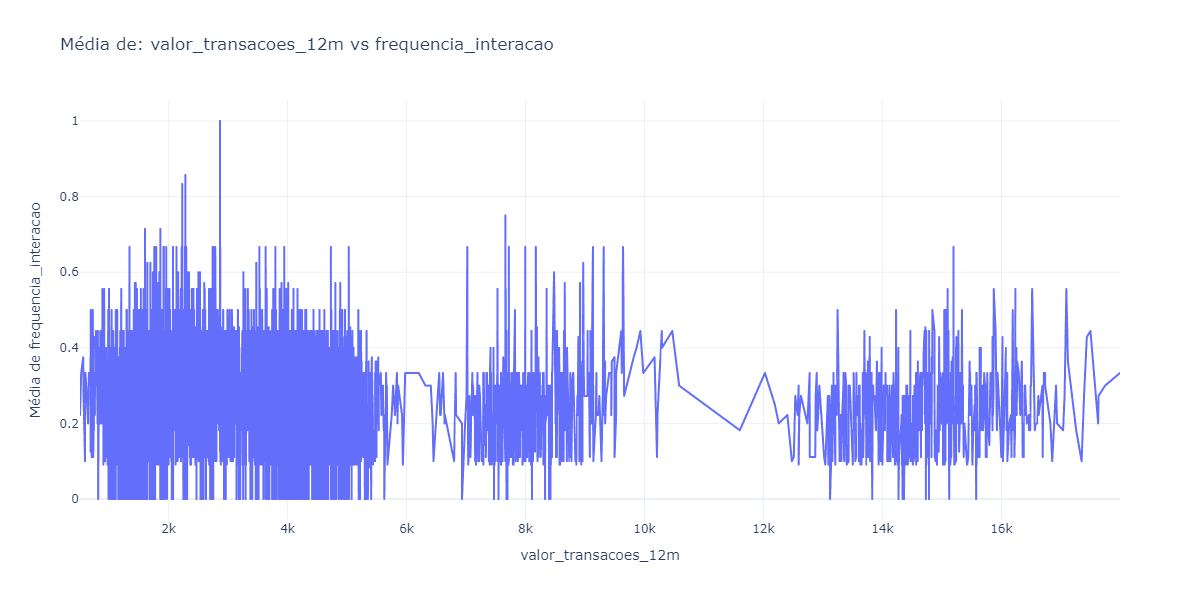 Média de: valor_transacoes_12m vs frequencia_interacao
Média de frequencia_interacao
1
0.8
0.6
0.4
0.2
0
2k
4k
6k
8k
10k
12k
14k
16k
valor_transacoes_12m